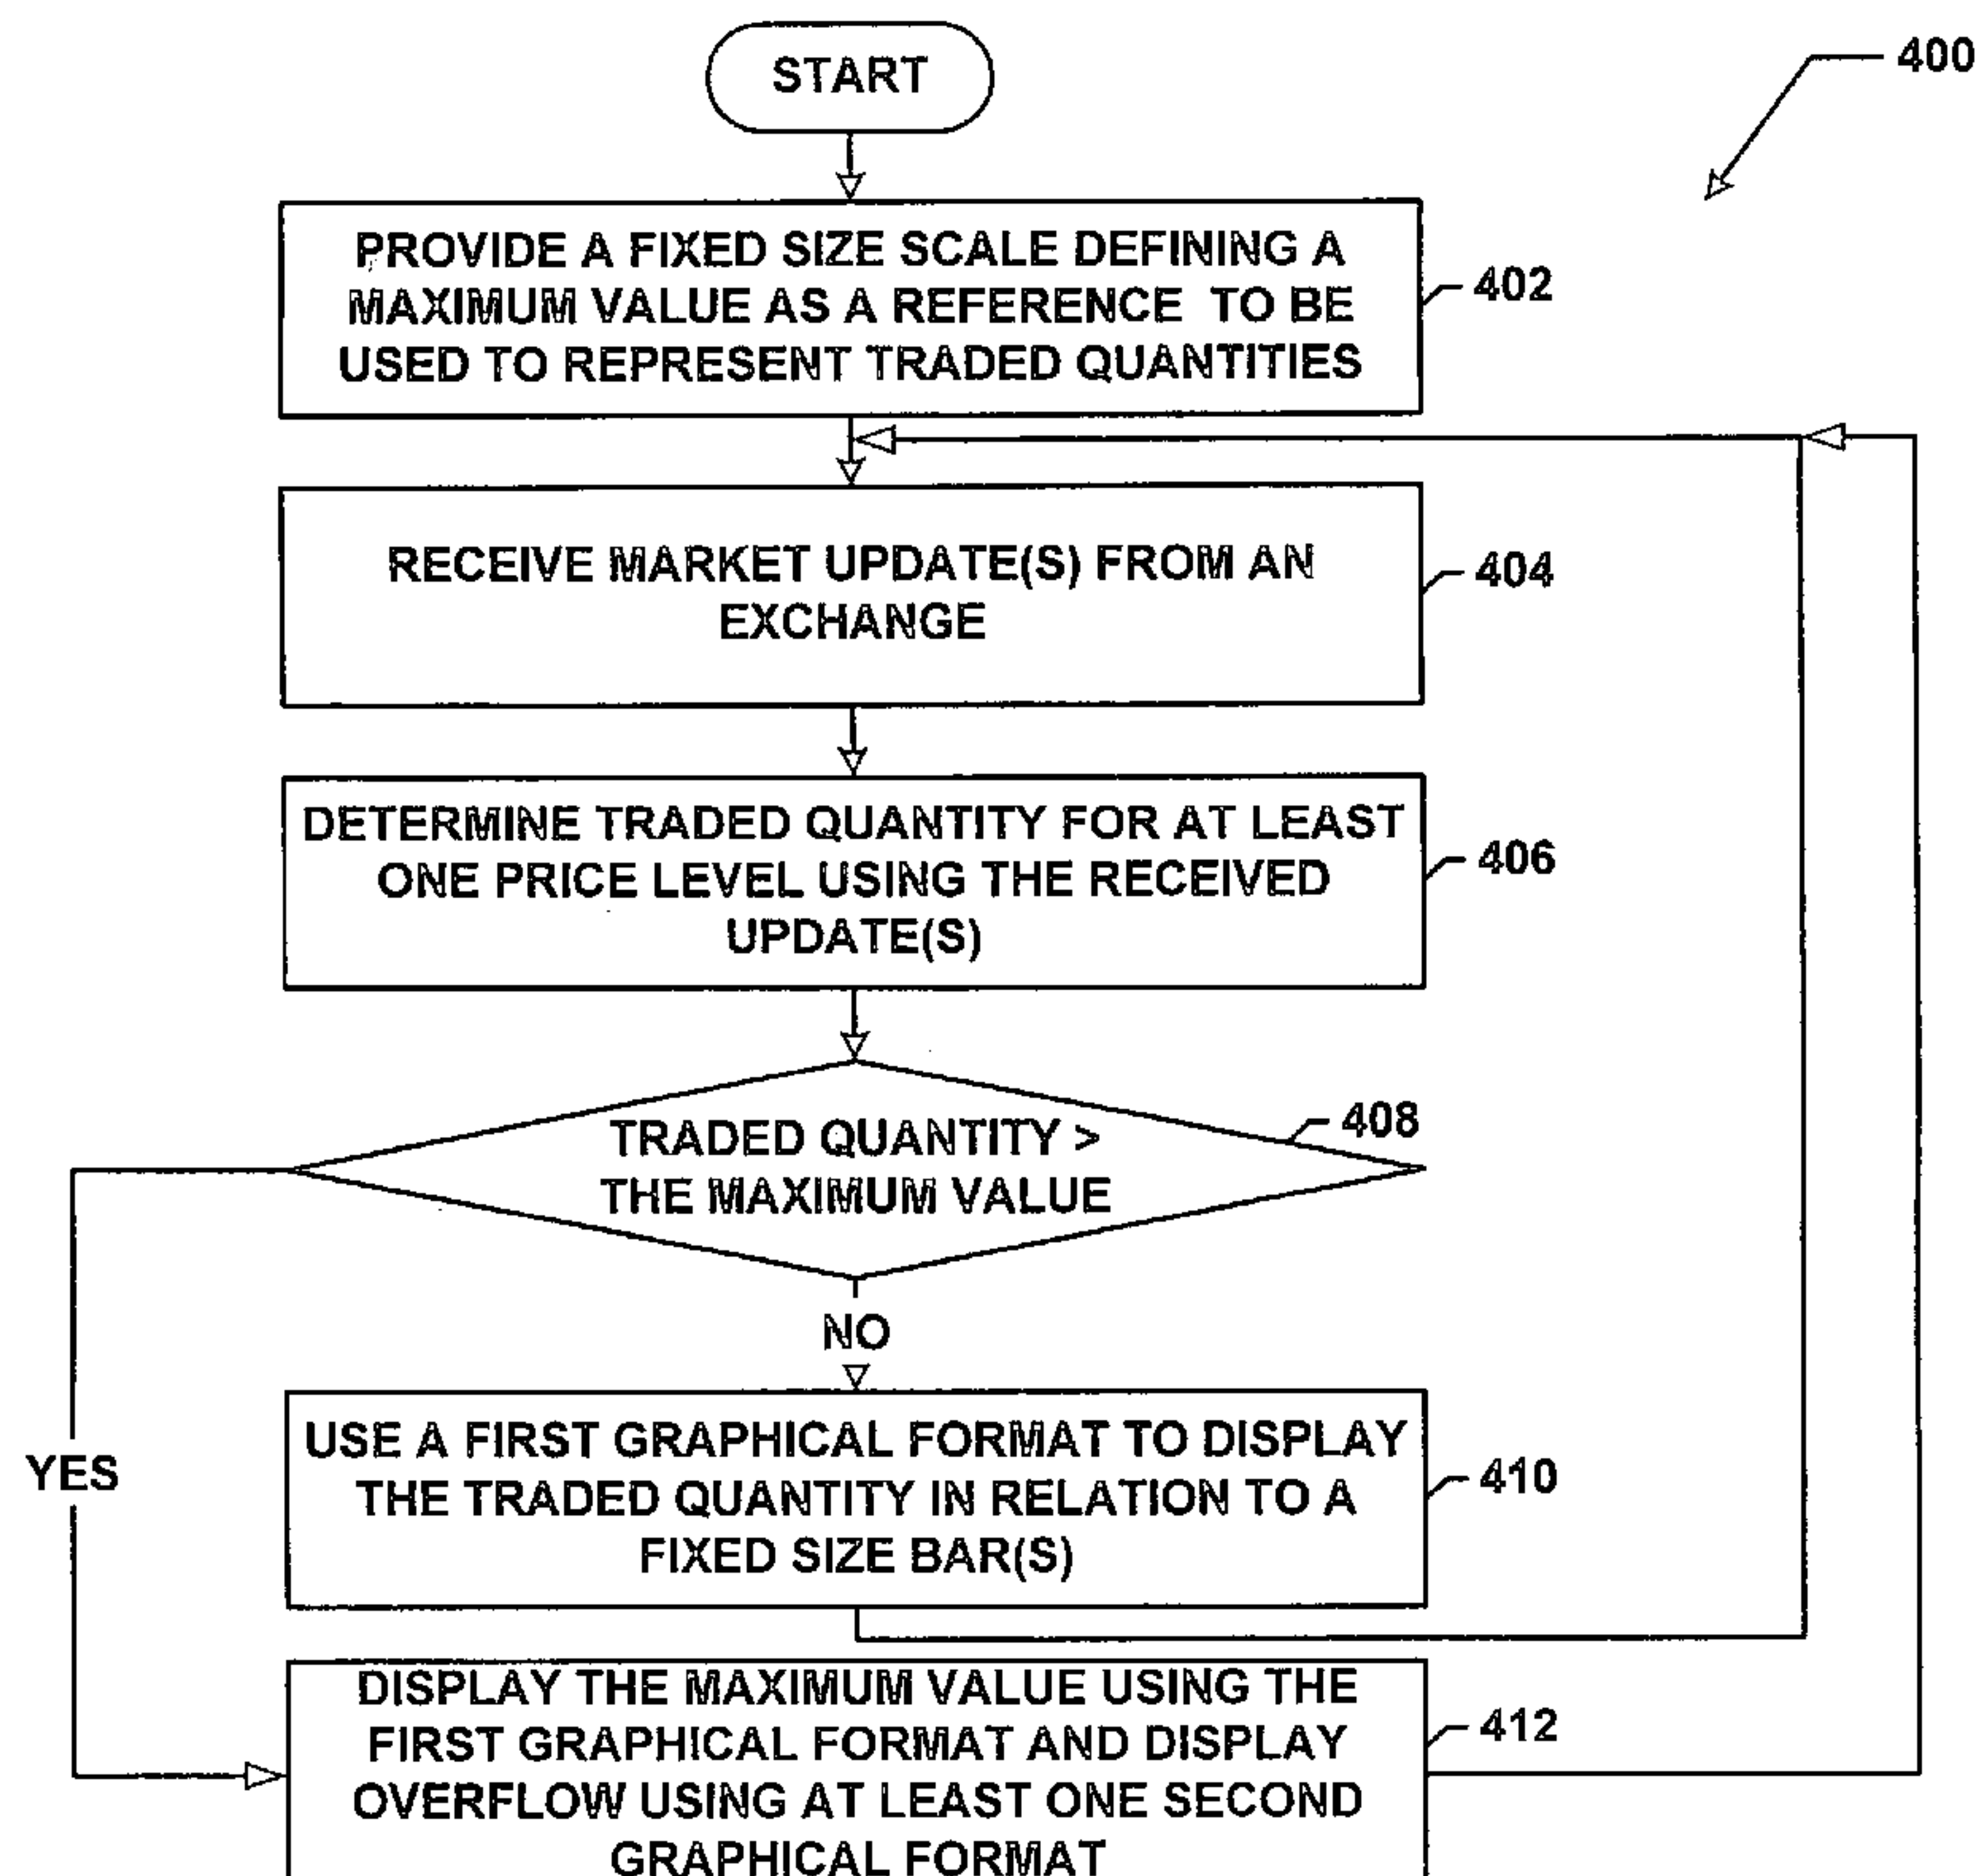 START
400
PROVIDE A FIXED SIZE SCALE DEFINING A
MAXIMUM VALUE AS A REFERENCE TO BE
USED TO REPRESENT TRADED QUANTITIES
402
RECEIVE MARKET UPDATE(S) FROM AN
EXCHANGE
404
DETERMINE TRADED QUANTITY FOR AT LEAST
ONE PRICE LEVEL USING THE RECEIVED
UPDATE(S)
406
TRADED QUANTITY >
THE MAXIMUM VALUE
408
NO
YES
USE A FIRST GRAPHICAL FORMAT TO DISPLAY
THE TRADED QUANTITY IN RELATION TO A
FIXED SIZE BAR(S)
410
DISPLAY THE MAXIMUM VALUE USING THE
FIRST GRAPHICAL FORMAT AND DISPLAY
OVERFLOW USING AT LEAST ONE SECOND
GRAPHICAL FORMAT
412